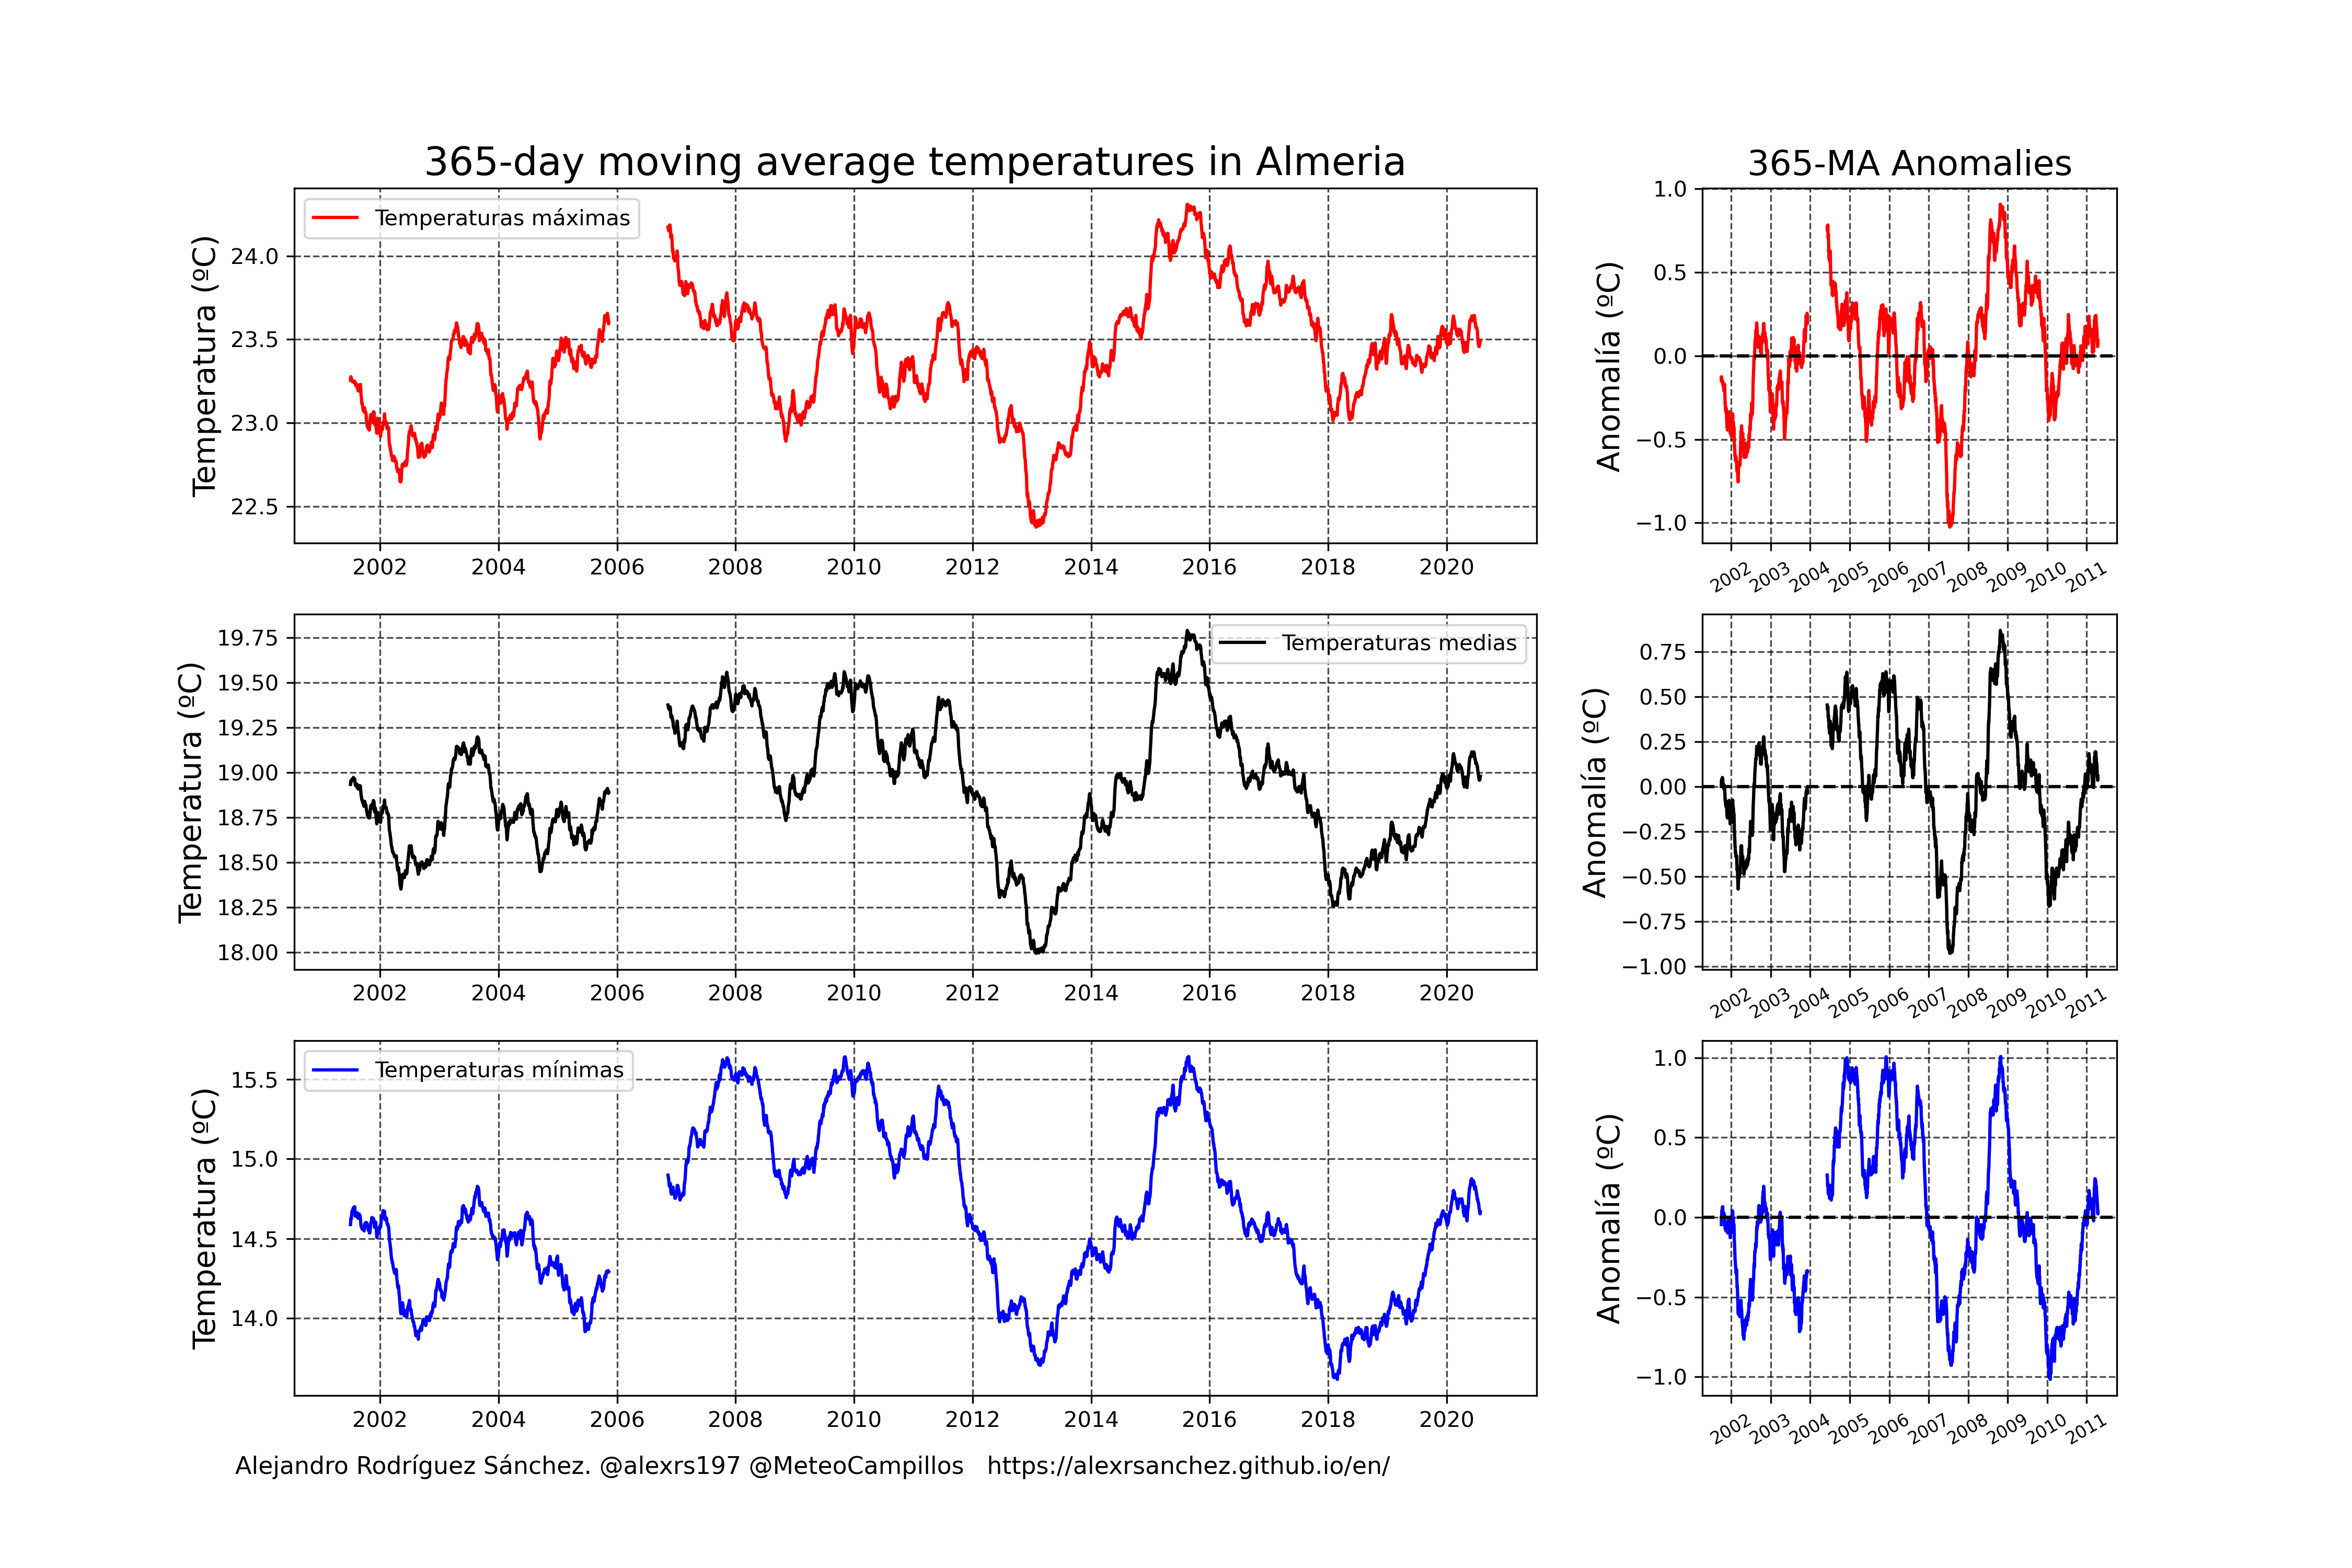 365-day moving average temperatures in Almeria
365-MA Anomalies
Temperaturas máximas
Temperatura (ºC)
24.0
23.5
23.0
22.5
2002 2004 2006 2008 2010 2012 2014 2016 2018 2020
Anomalía (ºC)
1.0
0.5
0.0
−0.5
−1.0
2002 2003 2004 2005 2006 2007 2008 2009 2010 2011
Temperaturas medias
Temperatura (ºC)
19.75
19.50
19.25
19.00
18.75
18.50
18.25
18.00
2002 2004 2006 2008 2010 2012 2014 2016 2018 2020
Anomalía (ºC)
0.75
0.50
0.25
0.00
−0.25
−0.50
−0.75
−1.00
2002 2003 2004 2005 2006 2007 2008 2009 2010 2011
Temperaturas mínimas
Temperatura (ºC)
15.5
15.0
14.5
14.0
2002 2004 2006 2008 2010 2012 2014 2016 2018 2020
Anomalía (ºC)
1.0
0.5
0.0
−0.5
−1.0
2002 2003 2004 2005 2006 2007 2008 2009 2010 2011
Alejandro Rodríguez Sánchez. @alexrs197 @MeteoCampillos https://alexrsanchez.github.io/en/